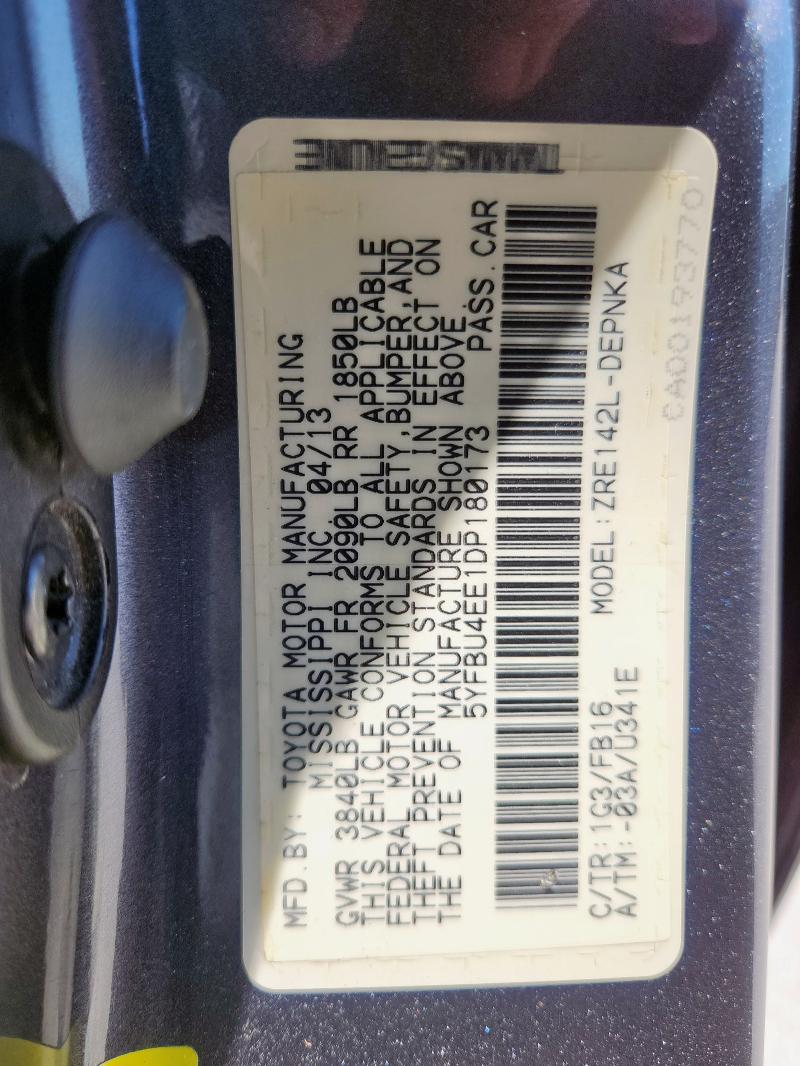 MFD.BY: TOYOTA MOTOR MANUFACTURING
MISSISSIPPI INC. 04/13
GVWR 3840LB GAWR FR 2090LB RR 1850LB
THIS VEHICLE CONFORMS TO ALL APPLICABLE
FEDERAL MOTOR VEHICLE SAFETY,BUMPER,AND
THEFT PREVENTION STANDARDS IN EFFECT ON
THE DATE OF MANUFACTURE SHOWN ABOVE.
5YFBU4EE1DP180173 PASS.CAR
C/TR:1G3/FB16 MODEL:ZRE142L-DEPNKA
A/TM:-03A/U341E
CA00193770